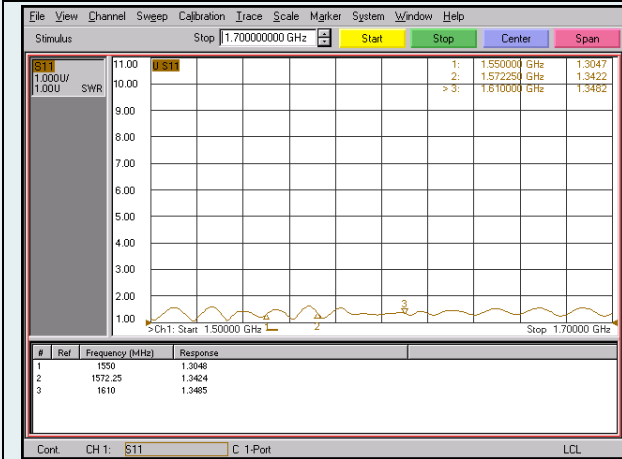 File View Channel Sweep Calibration Trace Scale Marker System Window Help
Stimulus Stop 1.700000000 GHz Start Stop Center Span
S11
1.000U/
1.00U SWR
11.00
10.00
9.00
8.00
7.00
6.00
5.00
4.00
3.00
2.00
1.00
U S11
1: 1.550000 GHz 1.3047
2: 1.572250 GHz 1.3422
> 3: 1.610000 GHz 1.3482
3
1 2
>Ch1: Start 1.50000 GHz Stop 1.70000 GHz
# Ref Frequency (MHz) Response
1 1550 1.3048
2 1572.25 1.3424
3 1610 1.3485
Cont. CH 1: S11 C 1-Port LCL